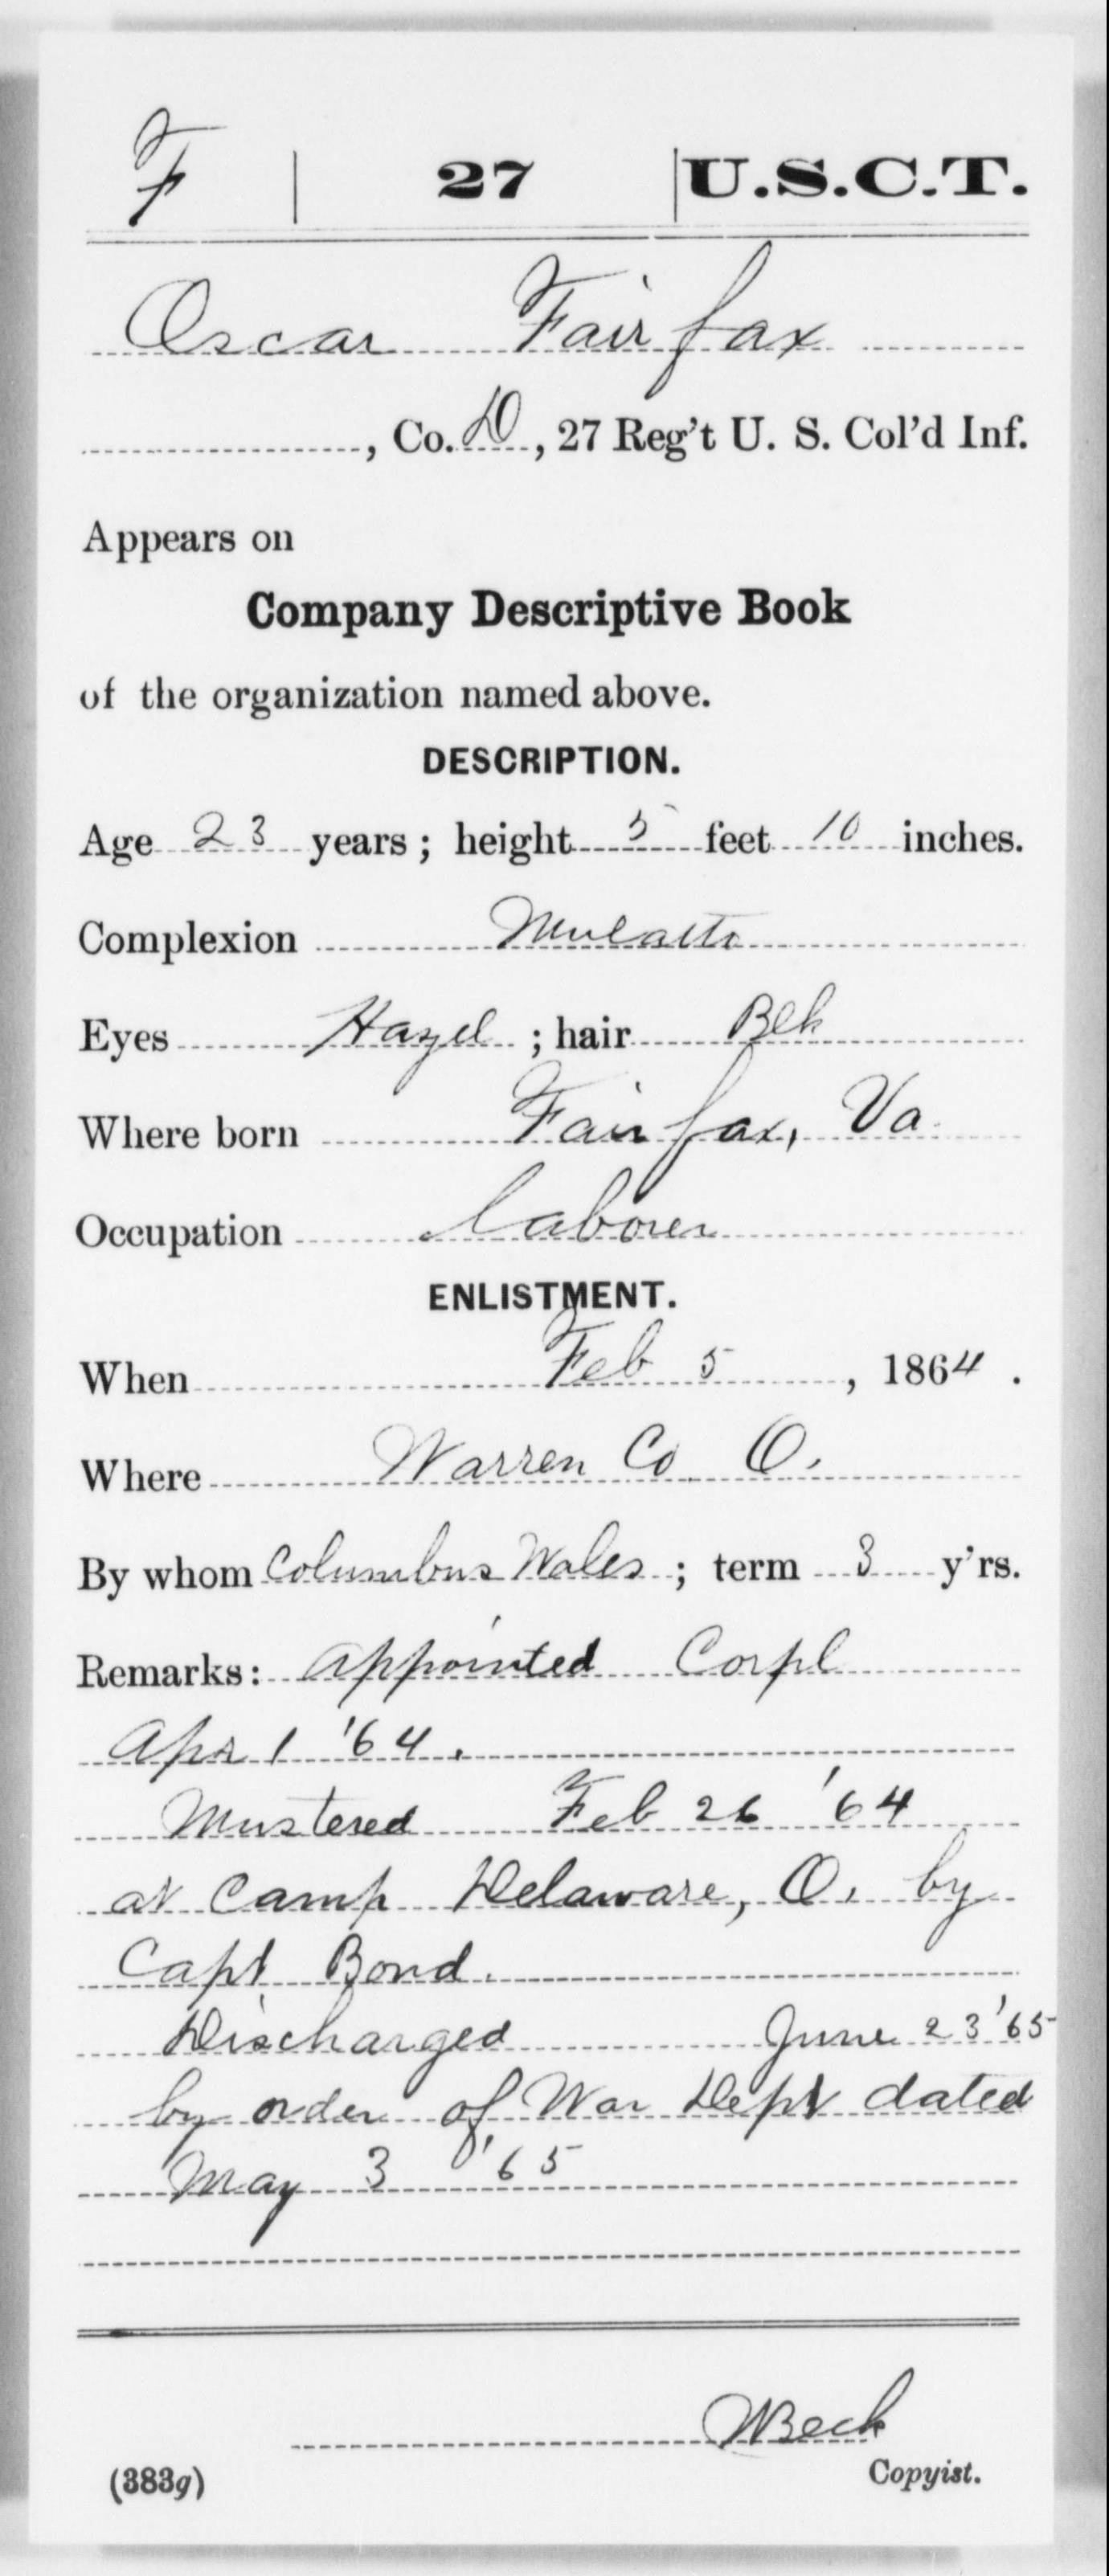 F | 27 | U.S.C.T.
Oscar Fairfax
, Co. D, 27 Reg't U. S. Col'd Inf.
Appears on
Company Descriptive Book
of the organization named above.
DESCRIPTION.
Age 23 years; height 5 feet 10 inches.
Complexion Mulatto
Eyes Hazel; hair Blk
Where born Fairfax, Va.
Occupation Laborer
ENLISTMENT.
When Feb 5, 1864.
Where Warren Co. O.
By whom Columbus Wales; term 3 y'rs.
Remarks: Appointed Corpl
Apr 1 '64.
Mustered Feb 26 '64
at Camp Delaware, O. by
Capt Bond.
Discharged June 23 '65
by order of War Dept dated
May 3 '65
WBeck
Copyist.
(383g)